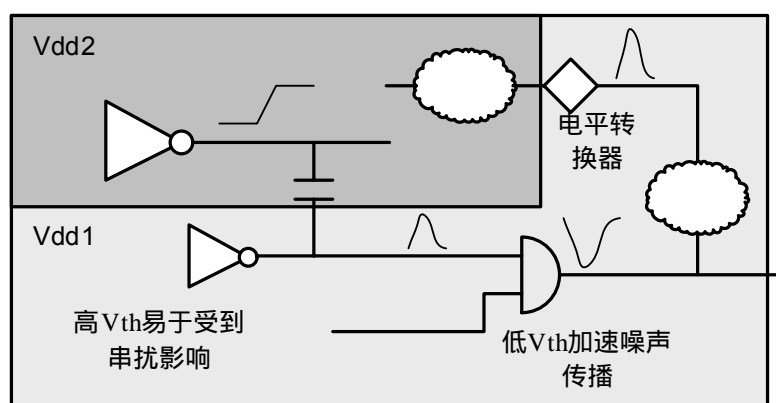 Vdd2
电平转
换器
Vdd1
高Vth易于受到
串扰影响
低Vth加速噪声
传播